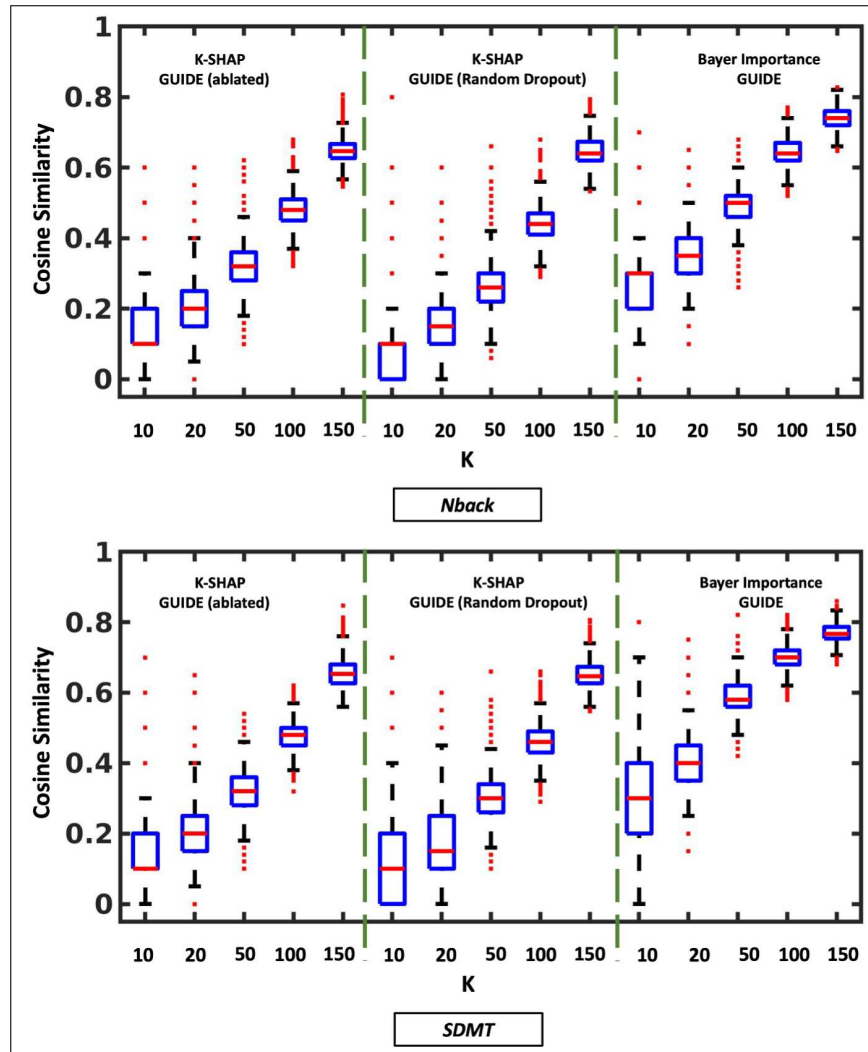 K-SHAP
GUIDE (ablated)
K-SHAP
GUIDE (Random Dropout)
Bayer Importance
GUIDE
Cosine Similarity
1
0.8
0.6
0.4
0.2
0
10 20 50 100 150 10 20 50 100 150 10 20 50 100 150
K
Nback
K-SHAP
GUIDE (ablated)
K-SHAP
GUIDE (Random Dropout)
Bayer Importance
GUIDE
Cosine Similarity
1
0.8
0.6
0.4
0.2
0
10 20 50 100 150 10 20 50 100 150 10 20 50 100 150
K
SDMT